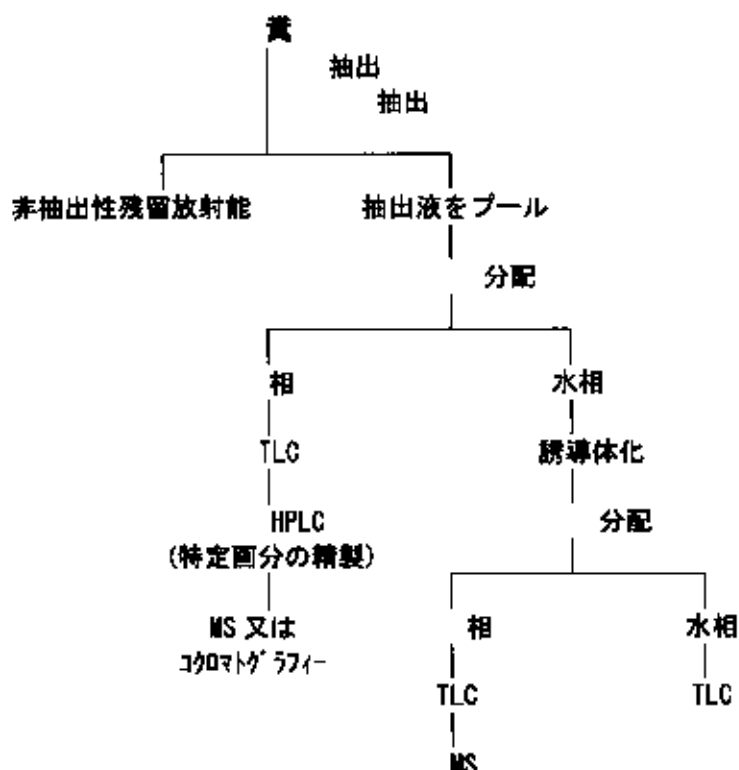 糞
抽出
抽出
非抽出性残留放射能
抽出液をプール
分配
相
水相
TLC
誘導体化
HPLC
分配
(特定画分の精製)
MS 又は
相
水相
コクロマトグラフィー
TLC
TLC
MS